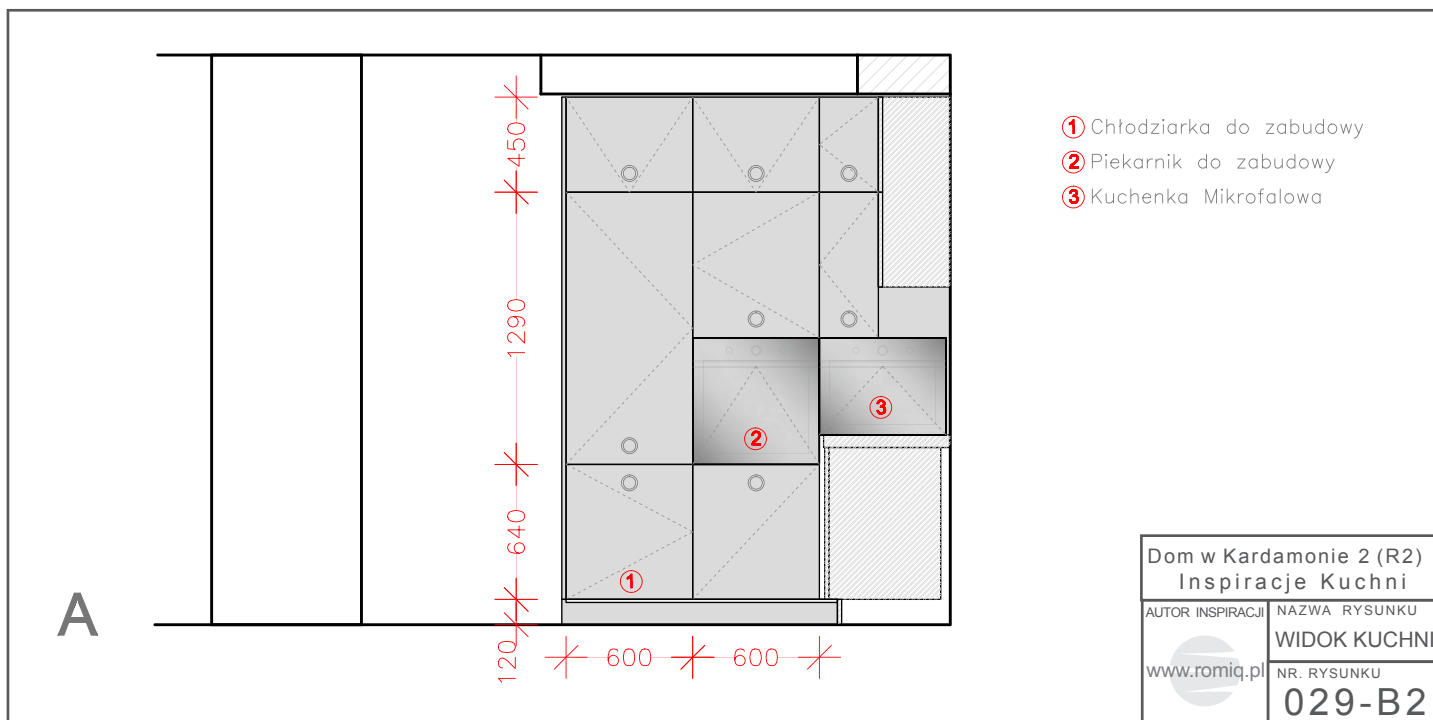 ① Chłodziarka do zabudowy
② Piekarnik do zabudowy
③ Kuchenka Mikrofalowa
450
1290
640
120
600 600
2
3
1
A
Dom w Kardamonie 2 (R2)
Inspiracje Kuchni
AUTOR INSPIRACJI
www.romiq.pl
NAZWA RYSUNKU
WIDOK KUCHNI
NR. RYSUNKU
029-B2